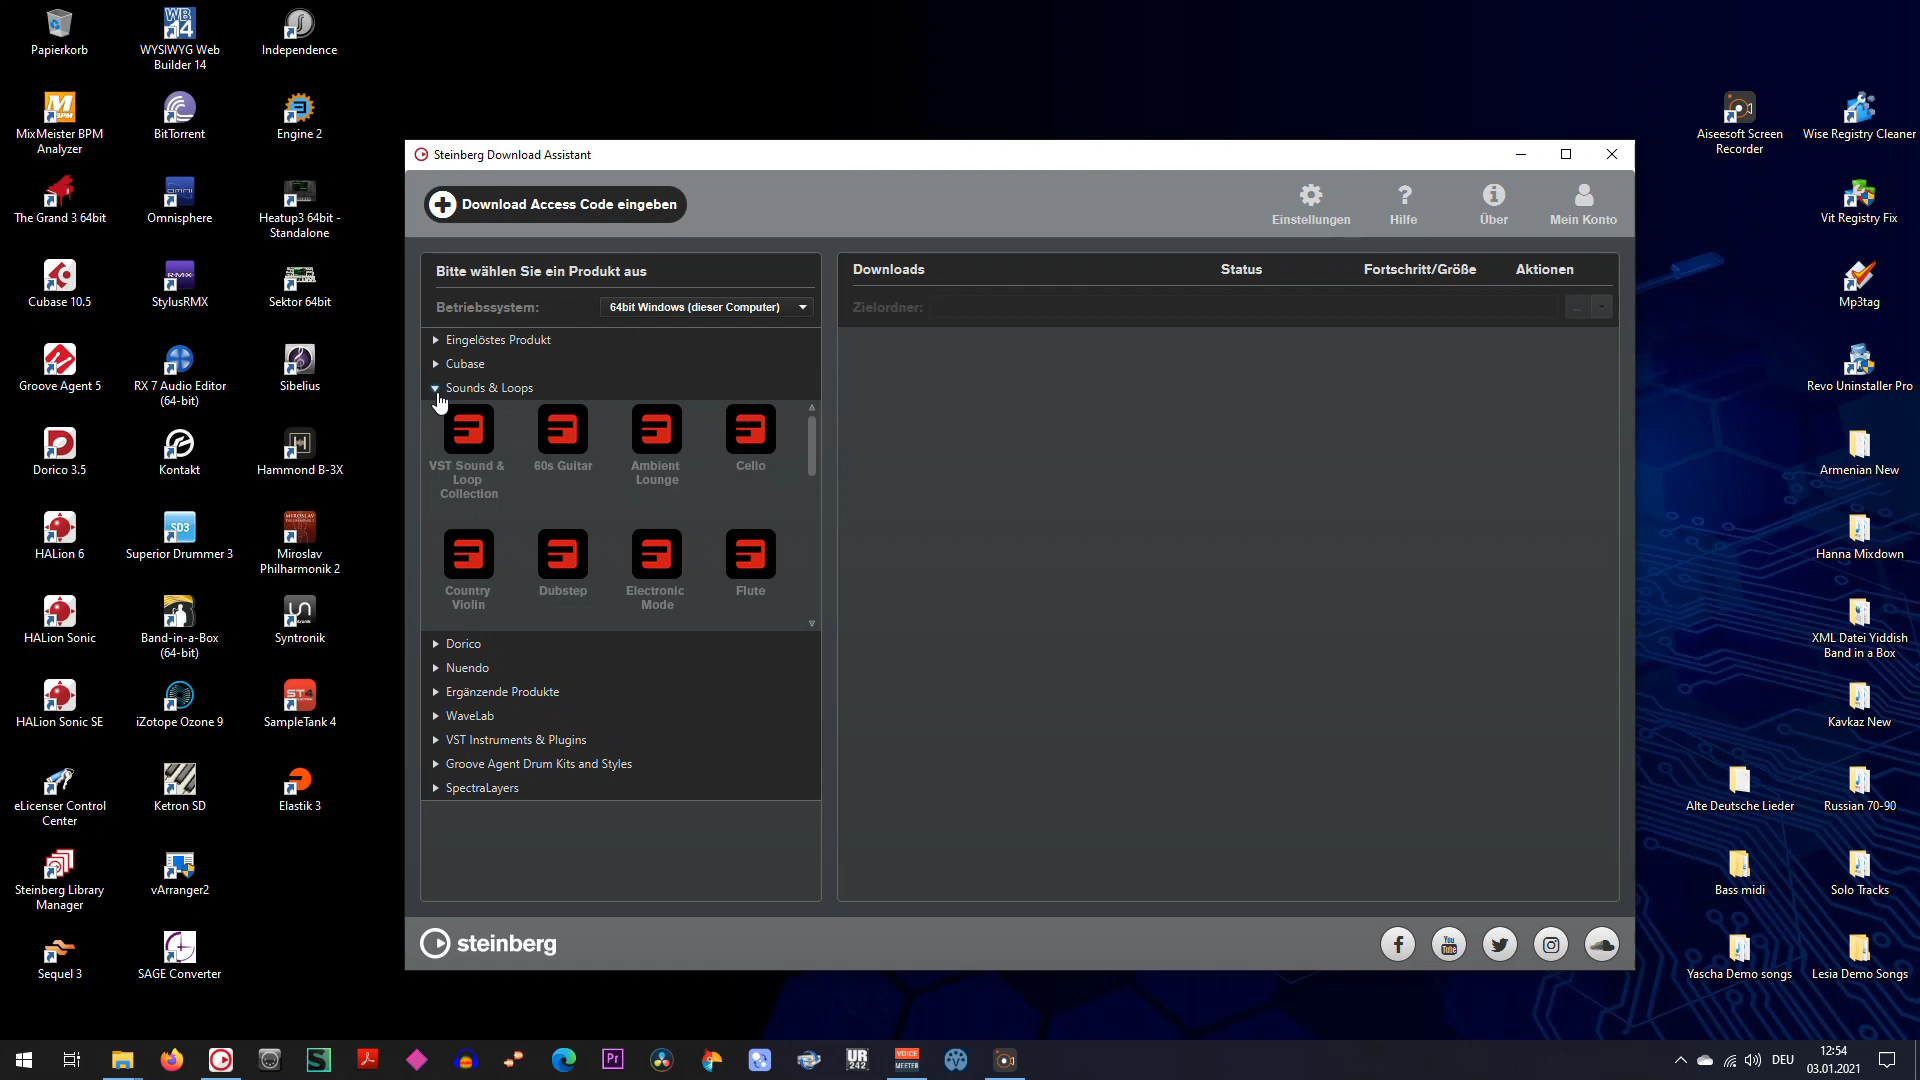 Papierkorb
WYSIWYG Web
Builder 14
Independence
MixMeister BPM
Analyzer
BitTorrent
Engine 2
The Grand 3 64bit
Omnisphere
Heatup3 64bit -
Standalone
Cubase 10.5
StylusRMX
Sektor 64bit
Groove Agent 5
RX 7 Audio Editor
(64-bit)
Sibelius
Dorico 3.5
Kontakt
Hammond B-3X
HALion 6
Superior Drummer 3
Miroslav
Philharmonik 2
HALion Sonic
Band-in-a-Box
(64-bit)
Syntronik
HALion Sonic SE
iZotope Ozone 9
SampleTank 4
eLicenser Control
Center
Ketron SD
Elastik 3
Steinberg Library
Manager
vArranger2
Sequel 3
SAGE Converter
Steinberg Download Assistant
Download Access Code eingeben
Einstellungen
Hilfe
Über
Mein Konto
Bitte wählen Sie ein Produkt aus
Betriebssystem:
64bit Windows (dieser Computer)
Eingelöstes Produkt
Cubase
Sounds & Loops
VST Sound &
Loop
Collection
60s Guitar
Ambient
Lounge
Cello
Country
Violin
Dubstep
Electronic
Mode
Flute
Dorico
Nuendo
Ergänzende Produkte
WaveLab
VST Instruments & Plugins
Groove Agent Drum Kits and Styles
SpectraLayers
Downloads
Status
Fortschritt/Größe
Aktionen
Zielordner:
...
steinberg
You
Tube
Aiseesoft Screen
Recorder
Wise Registry Cleaner
Vit Registry Fix
Mp3tag
Revo Uninstaller Pro
Armenian New
Hanna Mixdown
XML Datei Yiddish
Band in a Box
Kavkaz New
Alte Deutsche Lieder
Russian 70-90
Bass midi
Solo Tracks
Yascha Demo songs
Lesia Demo Songs
Pr
UR
242
VOICE
MEETER
DEU
12:54
03.01.2021